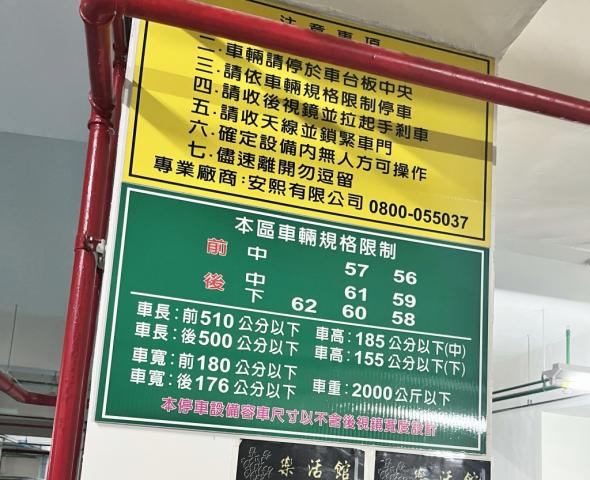 注意事項
二.車輛請停於車台板中央
三.請依車輛規格限制停車
四.請收後視鏡並拉起手剎車
五.請收天線並鎖緊車門
六.確定設備內無人方可操作
七.儘速離開勿逗留
專業廠商:安熙有限公司 0800-055037
本區車輛規格限制
前 中 57 56
後 中 61 59
下 62 60 58
車長:前510公分以下 車高:185公分以下(中)
車長:後500公分以下 車高:155公分以下(下)
車寬:前180公分以下
車寬:後176公分以下 車重:2000公斤以下
本停車設備容車尺寸以不含後視鏡寬度設計
樂活館 樂活館